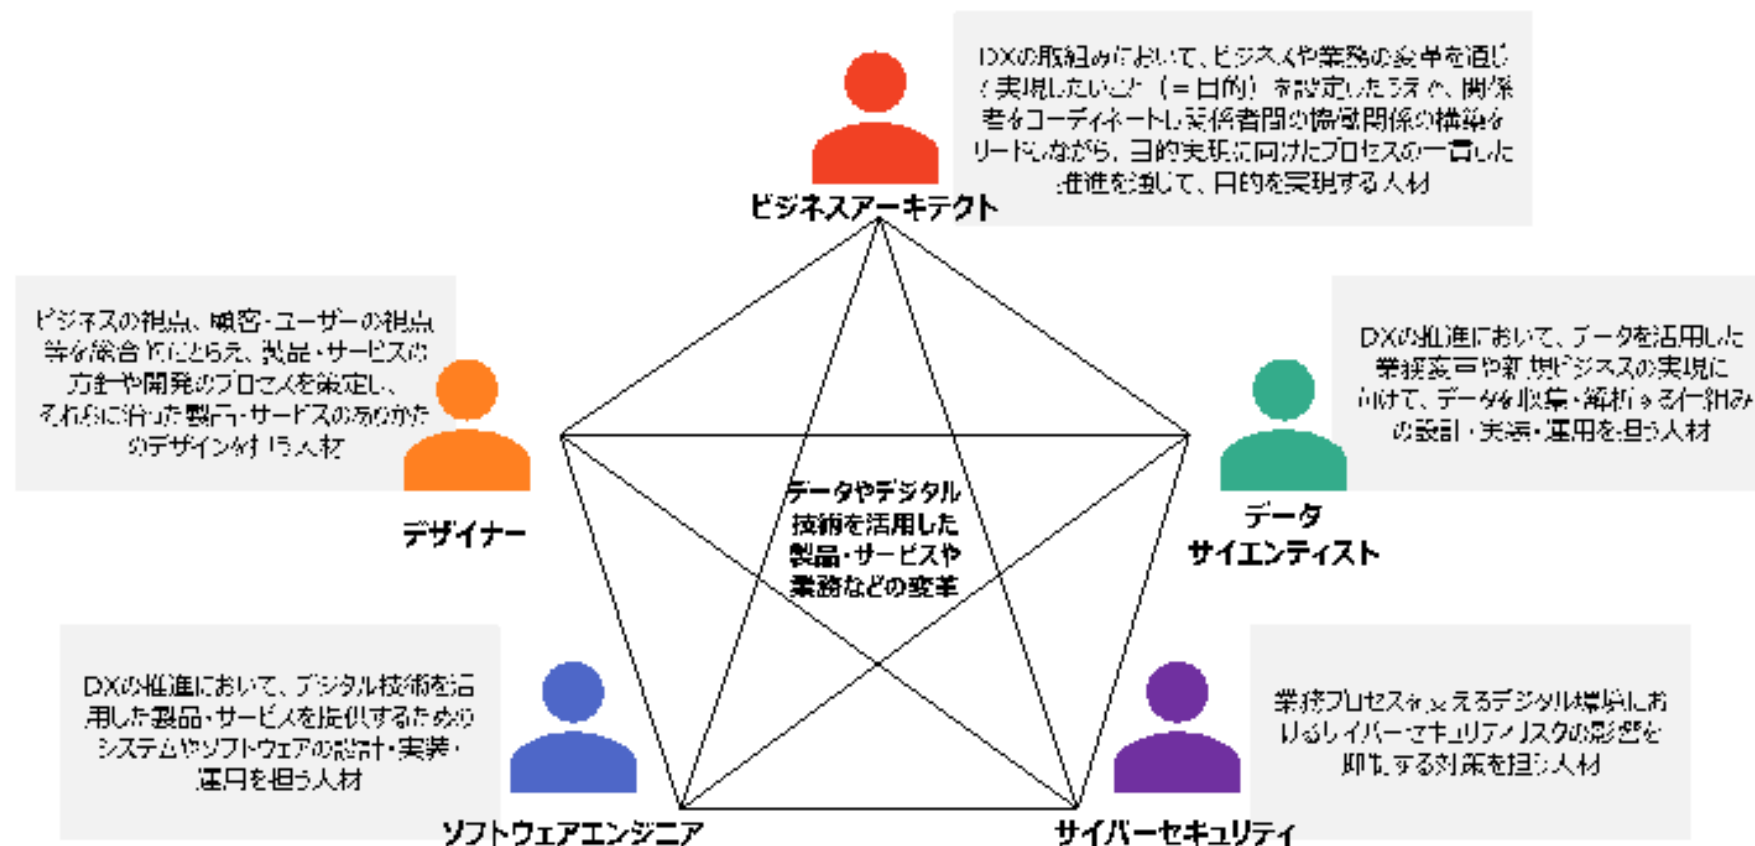 DXの取組みにおいて、ビジネスや業務の変革を通じ
て実現したいこと（＝目的）を設定したうえで、関係
者をコーディネートし関係者間の協働関係の構築を
リードしながら、目的実現に向けたプロセスの一貫した
推進を通じて、目的を実現する人材
ビジネスアーキテクト
ビジネスの視点、顧客・ユーザーの視点
等を総合的にとらえ、製品・サービスの
方針や開発のプロセスを策定し、
それらに沿った製品・サービスのありかた
のデザインを担う人材
デザイナー
DXの推進において、データを活用した
業務変革や新規ビジネスの実現に
向けて、データを収集・解析する仕組み
の設計・実装・運用を担う人材
データ
サイエンティスト
データやデジタル
技術を活用した
製品・サービスや
業務などの変革
DXの推進において、デジタル技術を活
用した製品・サービスを提供するための
システムやソフトウェアの設計・実装・
運用を担う人材
ソフトウェアエンジニア
業務プロセスを支えるデジタル環境にお
けるサイバーセキュリティリスクの影響を
抑制する対策を担う人材
サイバーセキュリティ